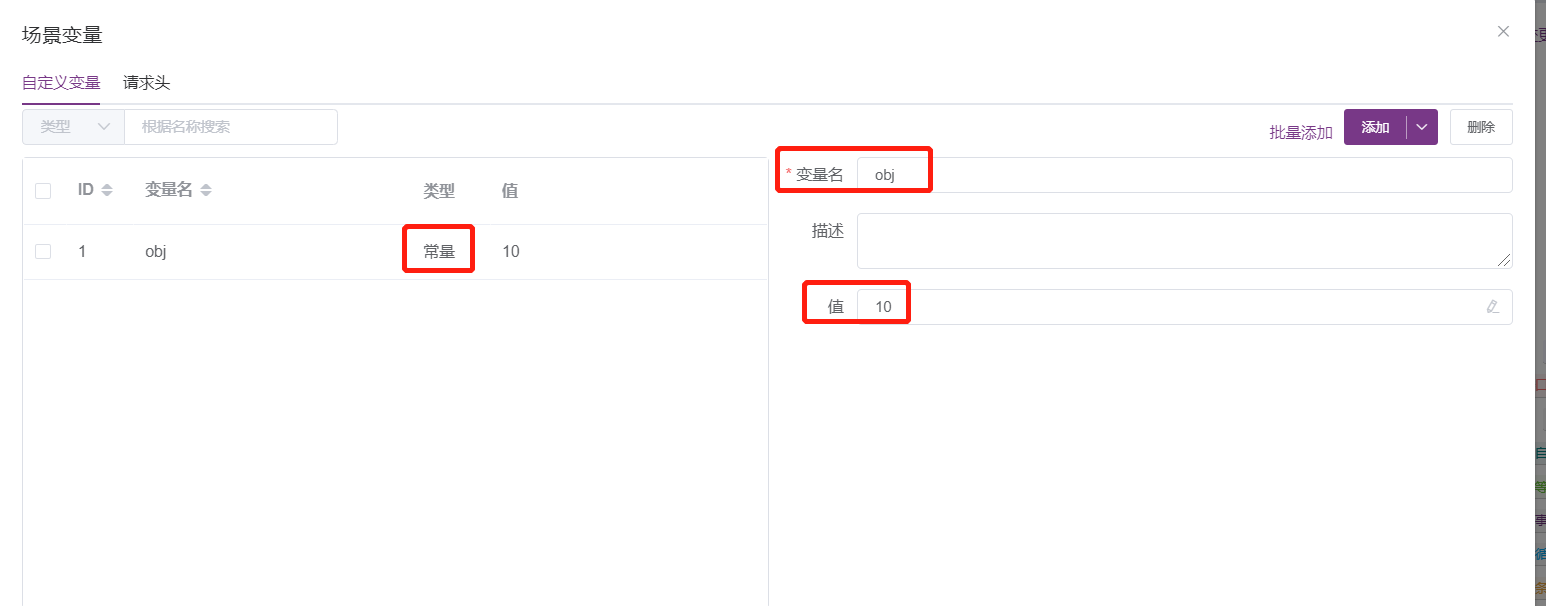 场景变量
自定义变量 请求头
类型 根据名称搜索 批量添加 添加 删除
ID 变量名 类型 值
1 obj 常量 10
* 变量名 obj
描述
值 10